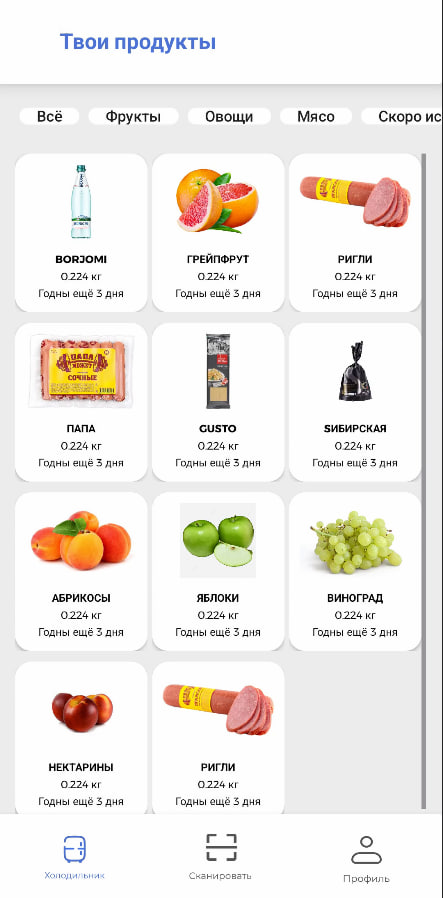 Твои продукты
Всё Фрукты Овощи Мясо Скоро ис
BORJOMI ГРЕЙПФРУТ РИГЛИ
0.224 кг 0.224 кг 0.224 кг
Годны ещё 3 дня Годны ещё 3 дня Годны ещё 3 дня
ПАПА МОЖЕТ
СОЧНЫЕ
ПАПА GUSTO SИБИРСКАЯ
0.224 кг 0.224 кг 0.224 кг
Годны ещё 3 дня Годны ещё 3 дня Годны ещё 3 дня
АБРИКОСЫ ЯБЛОКИ ВИНОГРАД
0.224 кг 0.224 кг 0.224 кг
Годны ещё 3 дня Годны ещё 3 дня Годны ещё 3 дня
НЕКТАРИНЫ РИГЛИ
0.224 кг 0.224 кг
Годны ещё 3 дня Годны ещё 3 дня
Холодильник Сканировать Профиль